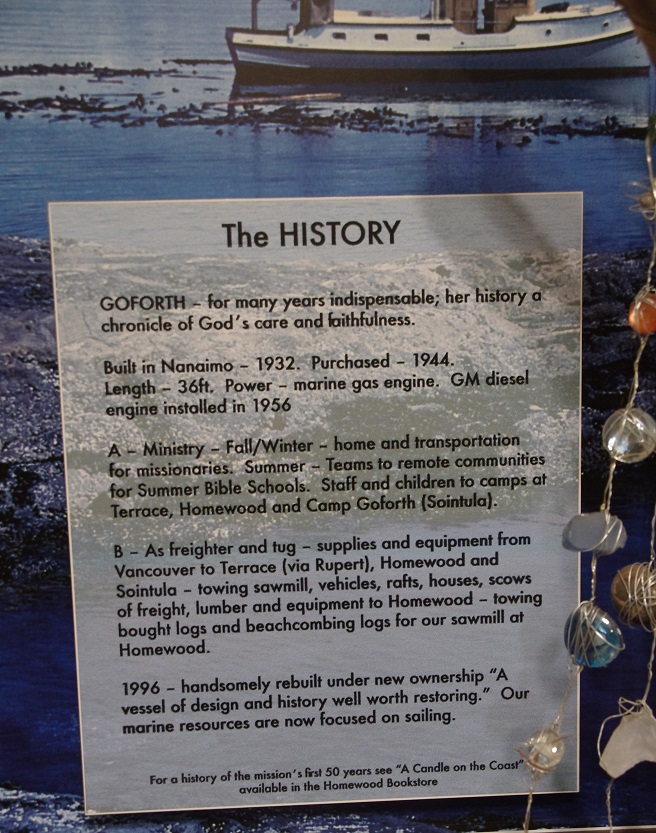 The HISTORY
GOFORTH – for many years indispensable; her history a
chronicle of God's care and faithfulness.
Built in Nanaimo – 1932. Purchased – 1944.
Length – 36ft. Power – marine gas engine. GM diesel
engine installed in 1956
A – Ministry – Fall/Winter – home and transportation
for missionaries. Summer – Teams to remote communities
for Summer Bible Schools. Staff and children to camps at
Terrace, Homewood and Camp Goforth (Sointula).
B – As freighter and tug – supplies and equipment from
Vancouver to Terrace (via Rupert), Homewood and
Sointula – towing sawmill, vehicles, rafts, houses, scows
of freight, lumber and equipment to Homewood – towing
bought logs and beachcombing logs for our sawmill at
Homewood.
1996 – handsomely rebuilt under new ownership "A
vessel of design and history well worth restoring." Our
marine resources are now focused on sailing.
For a history of the mission's first 50 years see "A Candle on the Coast"
available in the Homewood Bookstore